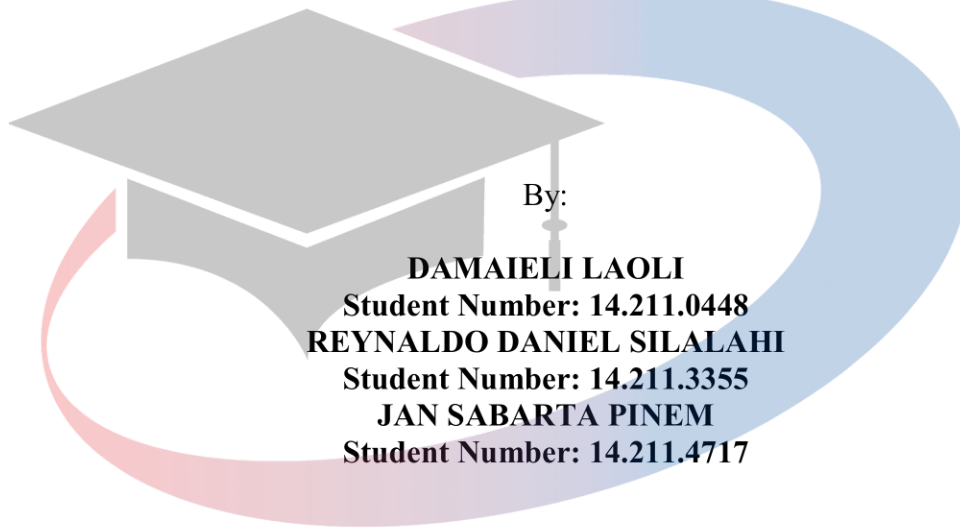 By:
DAMAIELI LAOLI
Student Number: 14.211.0448
REYNALDO DANIEL SILALAHI
Student Number: 14.211.3355
JAN SABARTA PINEM
Student Number: 14.211.4717